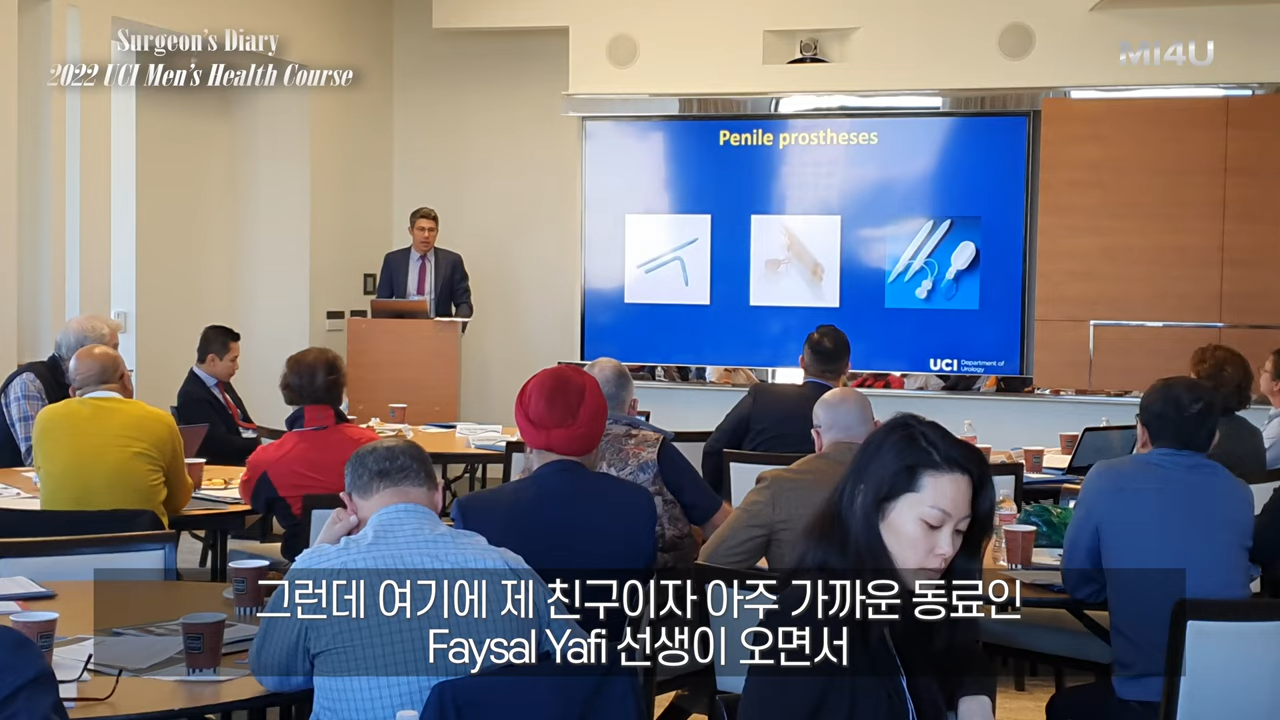 Surgeon's Diary
2022 UCI Men's Health Course
MI4U
Penile prostheses
UCI Department of
Urology
그런데 여기에 제 친구이자 아주 가까운 동료인
Faysal Yafi 선생이 오면서